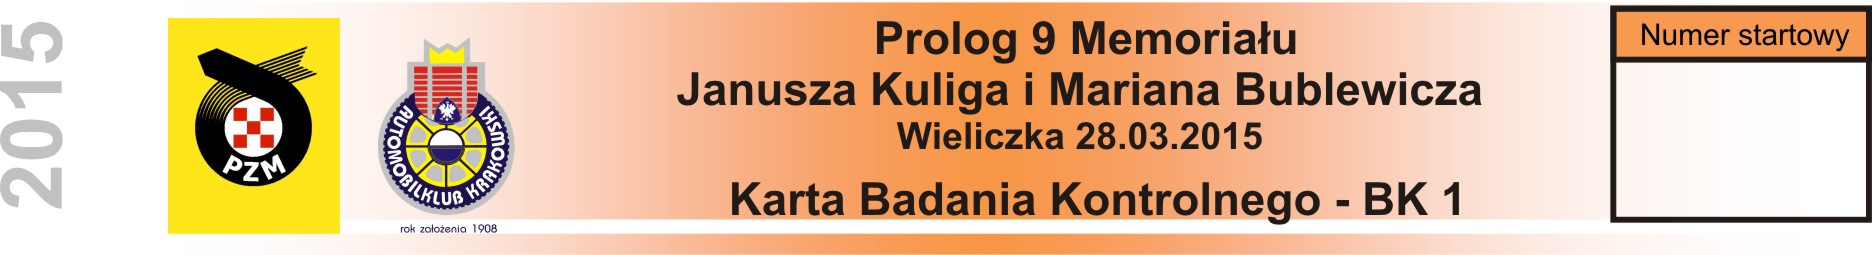 2015
PZM
AUTOMOBILKLUB KRAKOWSKI
rok założenia 1908
Prolog 9 Memoriału
Janusza Kuliga i Mariana Bublewicza
Wieliczka 28.03.2015
Karta Badania Kontrolnego - BK 1
Numer startowy